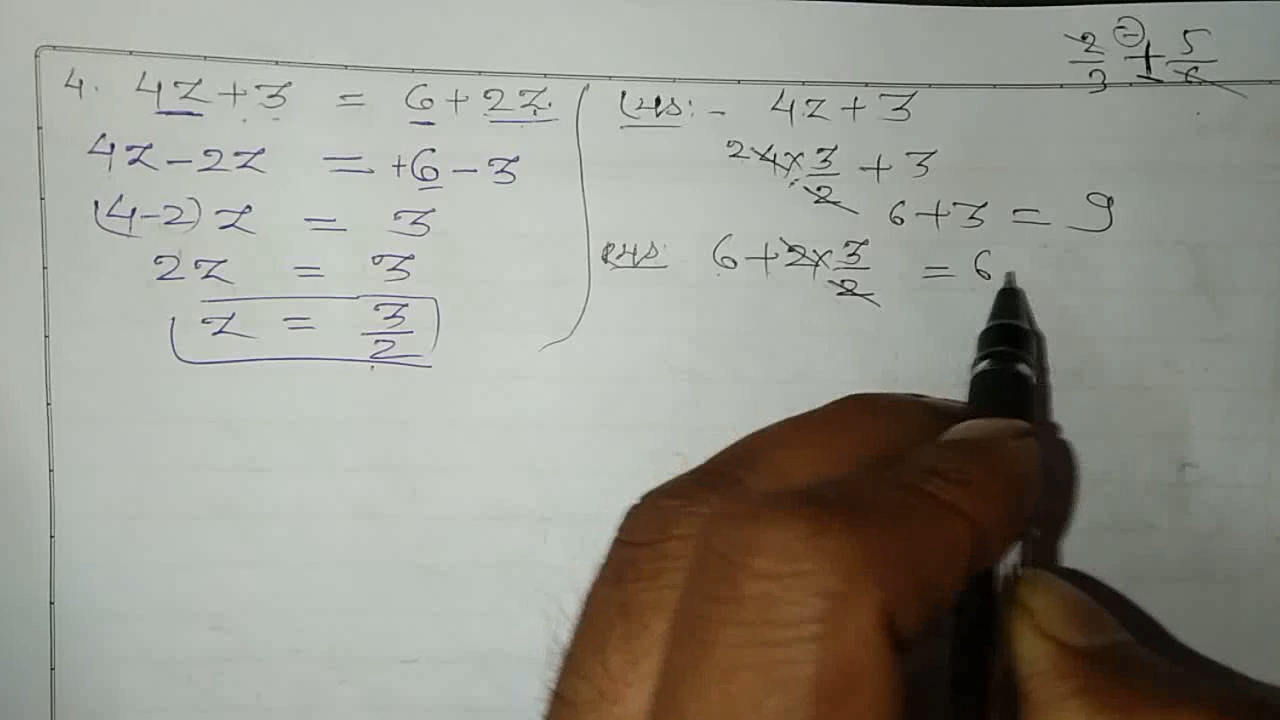 4. 4z + 3 = 6 + 2z
4z - 2z = +6 - 3
(4-2)z = 3
2z = 3
z = 3/2
LHS: - 4z + 3
2 4 × 3/2 + 3
6 + 3 = 9
RHS: 6 + 2 × 3/2 = 6
2/3 + 5/